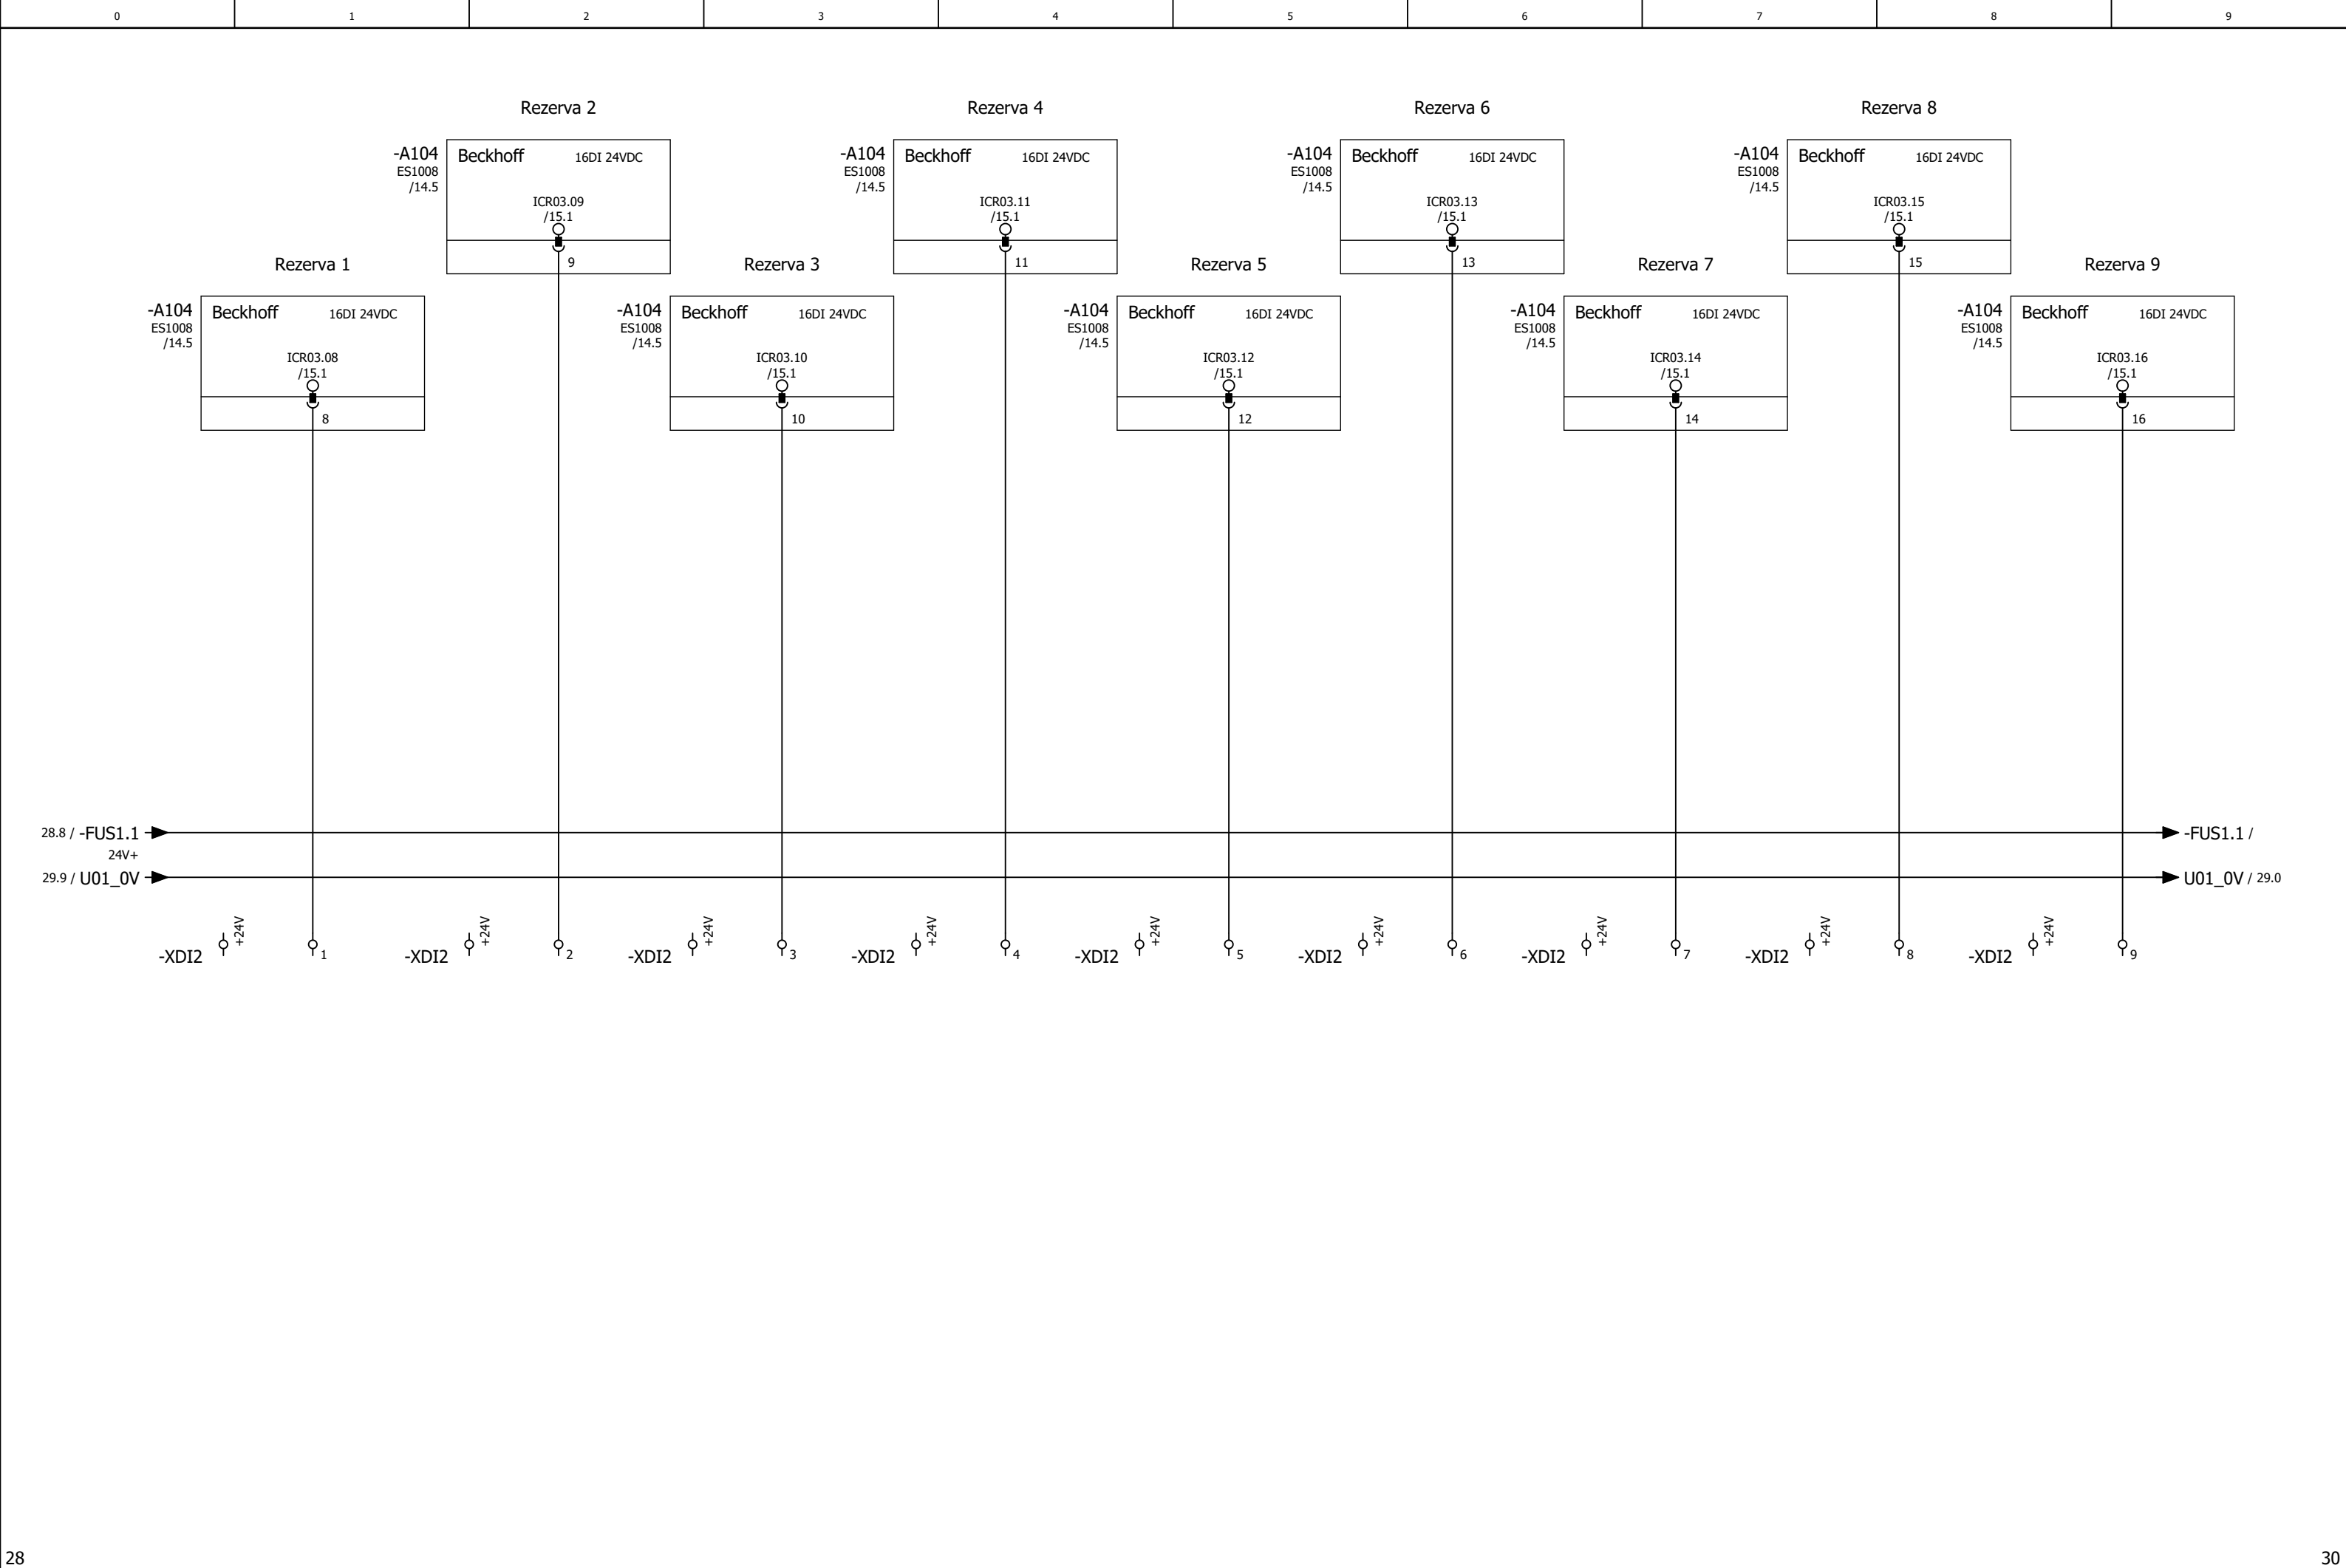 0 1 2 3 4 5 6 7 8 9
Rezerva 2 Rezerva 4 Rezerva 6 Rezerva 8
-A104 Beckhoff 16DI 24VDC -A104 Beckhoff 16DI 24VDC -A104 Beckhoff 16DI 24VDC -A104 Beckhoff 16DI 24VDC
ES1008 ES1008 ES1008 ES1008
/14.5 /14.5 /14.5 /14.5
ICR03.09 ICR03.11 ICR03.13 ICR03.15
/15.1 /15.1 /15.1 /15.1
9 11 13 15
Rezerva 1 Rezerva 3 Rezerva 5 Rezerva 7 Rezerva 9
-A104 Beckhoff 16DI 24VDC -A104 Beckhoff 16DI 24VDC -A104 Beckhoff 16DI 24VDC -A104 Beckhoff 16DI 24VDC -A104 Beckhoff 16DI 24VDC
ES1008 ES1008 ES1008 ES1008 ES1008
/14.5 /14.5 /14.5 /14.5 /14.5
ICR03.08 ICR03.10 ICR03.12 ICR03.14 ICR03.16
/15.1 /15.1 /15.1 /15.1 /15.1
8 10 12 14 16
28.8 / -FUS1.1 -FUS1.1 /
24V+
29.9 / U01_0V U01_0V / 29.0
+24V +24V +24V +24V +24V +24V +24V +24V +24V
-XDI2 1 -XDI2 2 -XDI2 3 -XDI2 4 -XDI2 5 -XDI2 6 -XDI2 7 -XDI2 8 -XDI2 9
28 30